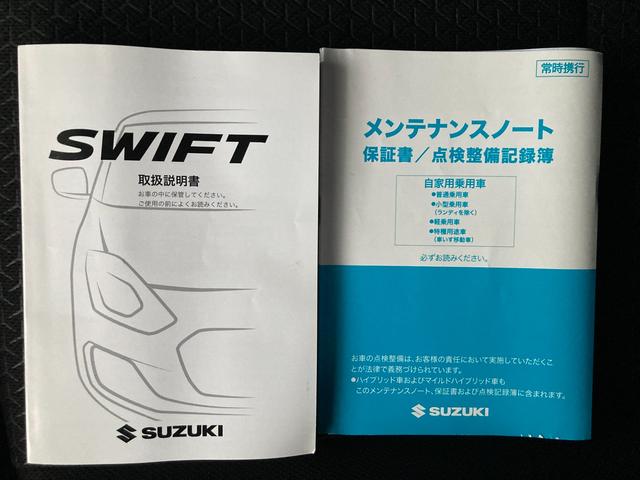 SWIFT
取扱説明書
お車の中に保管してください。
ご使用の前によくお読みください。
SUZUKI
常時携行
メンテナンスノート
保証書／点検整備記録簿
自家用乗用車
●普通乗用車
●小型乗用車
（ランディを除く）
●軽乗用車
●特種用途車
（車いす移動車）
必ずお読みください。
お車の点検整備は、お客様の責任において実施していただくこ
とが法律で義務づけられています。
●ハイブリッド車およびマイルドハイブリッド車も
このメンテナンスノート、保証書および点検記録簿に含まれます。
SUZUKI